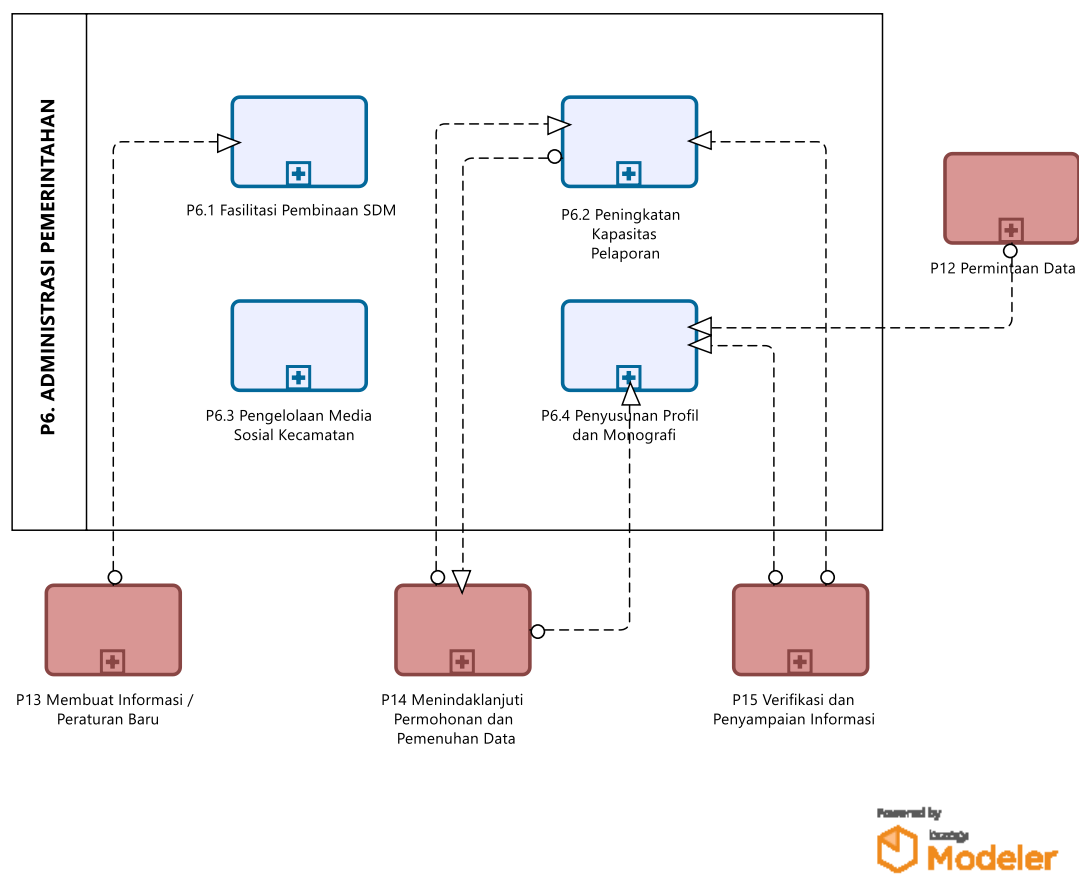 P6. ADMINISTRASI PEMERINTAHAN
P6.1 Fasilitasi Pembinaan SDM
P6.2 Peningkatan
Kapasitas
Pelaporan
P12 Permintaan Data
P6.3 Pengelolaan Media
Sosial Kecamatan
P6.4 Penyusunan Profil
dan Monografi
P13 Membuat Informasi /
Peraturan Baru
P14 Menindaklanjuti
Permohonan dan
Pemenuhan Data
P15 Verifikasi dan
Penyampaian Informasi
Powered by
bizagi
Modeler